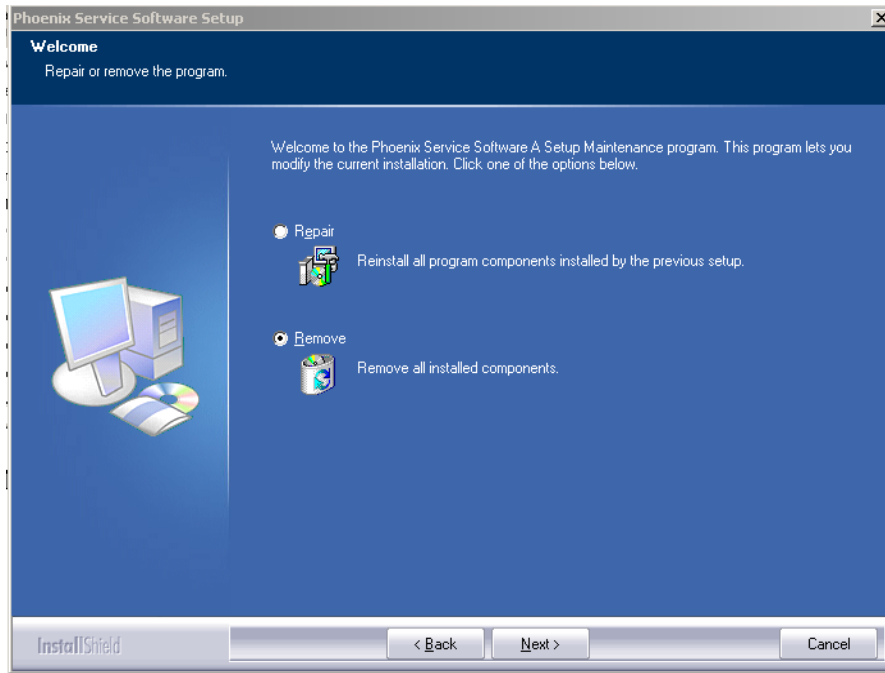 Phoenix Service Software Setup
Welcome
Repair or remove the program.
Welcome to the Phoenix Service Software A Setup Maintenance program. This program lets you
modify the current installation. Click one of the options below.
Repair
Reinstall all program components installed by the previous setup.
Remove
Remove all installed components.
InstallShield
< Back
Next >
Cancel